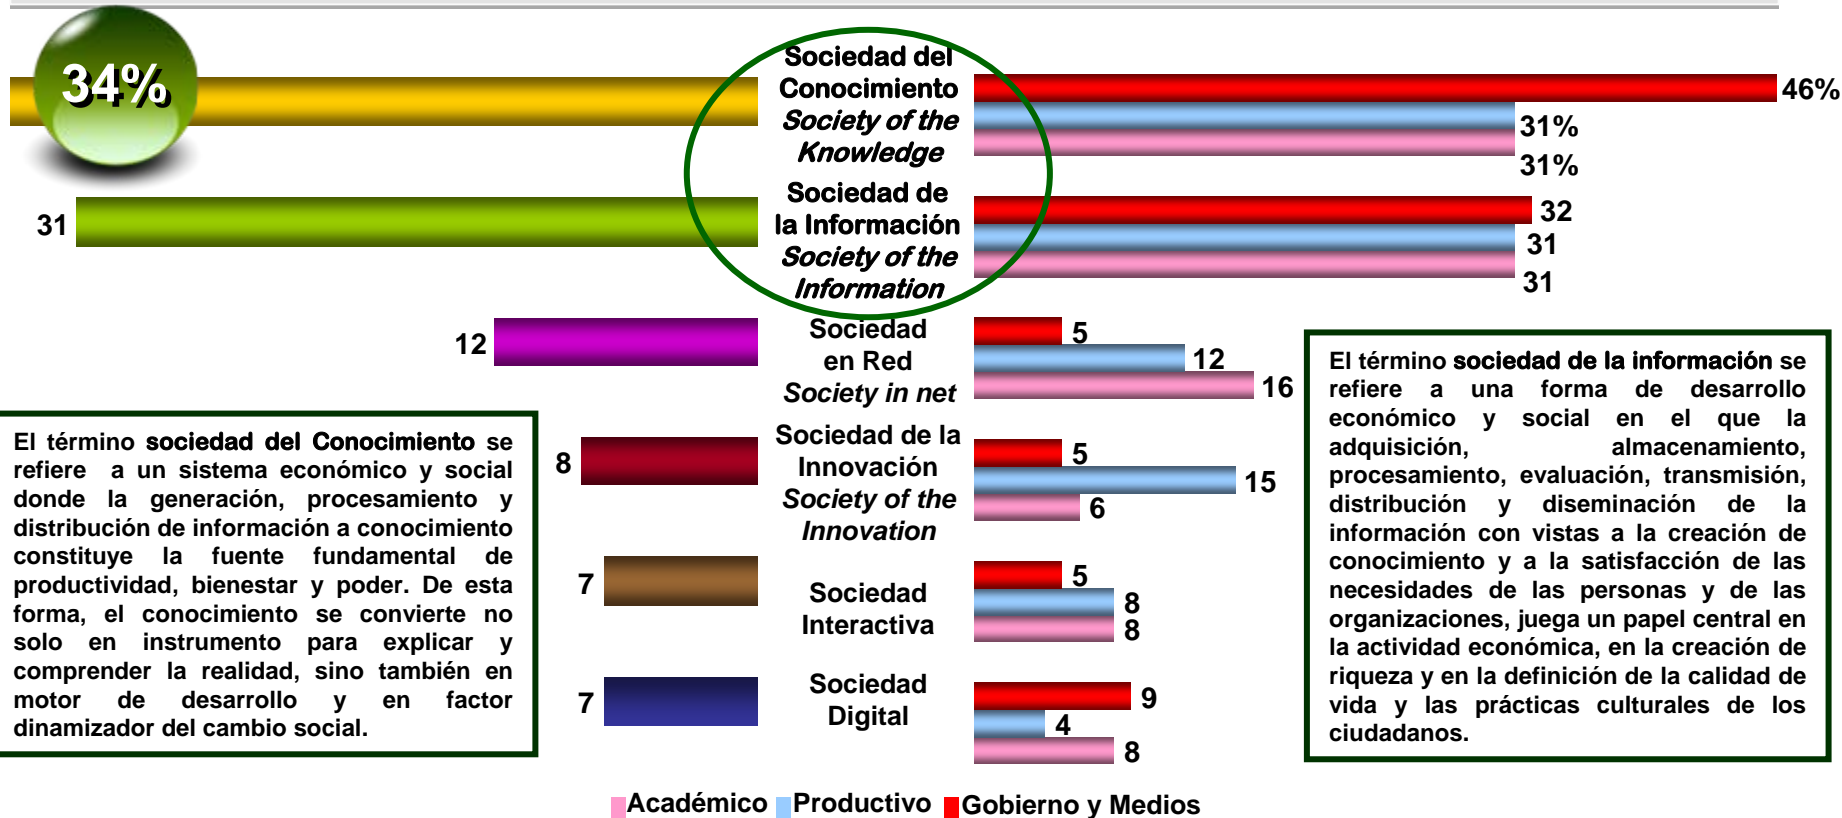 34%
Sociedad del
Conocimiento
Society of the
Knowledge
46%
31%
31%
31
Sociedad de
la Información
Society of the
Information
32
31
31
12
Sociedad
en Red
Society in net
5
12
16
8
Sociedad de la
Innovación
Society of the
Innovation
5
15
6
7
Sociedad
Interactiva
5
8
8
7
Sociedad
Digital
9
4
8
El término sociedad del Conocimiento se
refiere a un sistema económico y social
donde la generación, procesamiento y
distribución de información a conocimiento
constituye la fuente fundamental de
productividad, bienestar y poder. De esta
forma, el conocimiento se convierte no
solo en instrumento para explicar y
comprender la realidad, sino también en
motor de desarrollo y en factor
dinamizador del cambio social.
El término sociedad de la información se
refiere a una forma de desarrollo
económico y social en el que la
adquisición, almacenamiento,
procesamiento, evaluación, transmisión,
distribución y diseminación de la
información con vistas a la creación de
conocimiento y a la satisfacción de las
necesidades de las personas y de las
organizaciones, juega un papel central en
la actividad económica, en la creación de
riqueza y en la definición de la calidad de
vida y las prácticas culturales de los
ciudadanos.
Académico Productivo Gobierno y Medios